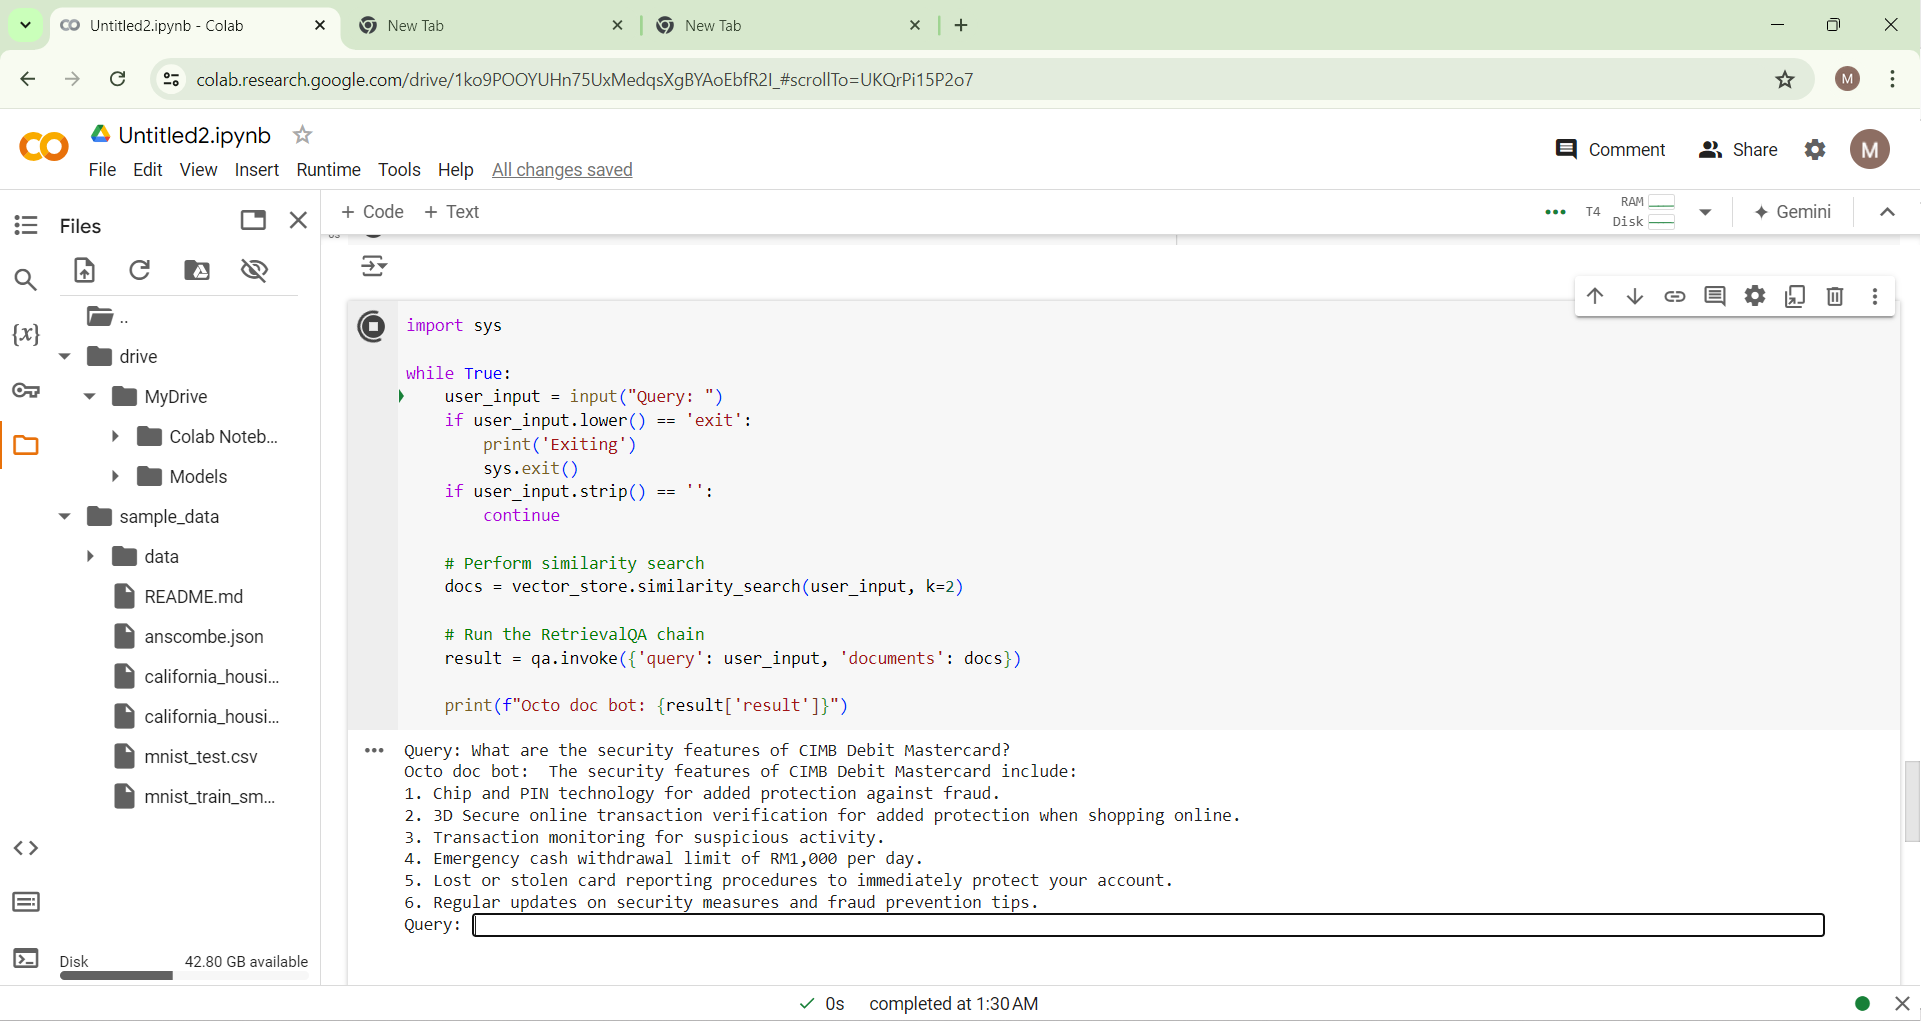 Untitled2.ipynb - Colab
New Tab
New Tab
colab.research.google.com/drive/1ko9POOYUHn75UxMedqsXgBYAoEbfR2I_#scrollTo=UKQrPi15P2o7
M
Untitled2.ipynb
File Edit View Insert Runtime Tools Help All changes saved
Comment Share M
Files
+ Code + Text
T4 RAM
Disk
Gemini
..
drive
MyDrive
Colab Noteb...
Models
sample_data
data
README.md
anscombe.json
california_housi...
california_housi...
mnist_test.csv
mnist_train_sm...
Disk 42.80 GB available
import sys
while True:
    user_input = input("Query: ")
    if user_input.lower() == 'exit':
        print('Exiting')
        sys.exit()
    if user_input.strip() == '':
        continue
    # Perform similarity search
    docs = vector_store.similarity_search(user_input, k=2)
    # Run the RetrievalQA chain
    result = qa.invoke({'query': user_input, 'documents': docs})
    print(f"Octo doc bot: {result['result']}")
Query: What are the security features of CIMB Debit Mastercard?
Octo doc bot:  The security features of CIMB Debit Mastercard include:
1. Chip and PIN technology for added protection against fraud.
2. 3D Secure online transaction verification for added protection when shopping online.
3. Transaction monitoring for suspicious activity.
4. Emergency cash withdrawal limit of RM1,000 per day.
5. Lost or stolen card reporting procedures to immediately protect your account.
6. Regular updates on security measures and fraud prevention tips.
Query:
0s completed at 1:30 AM